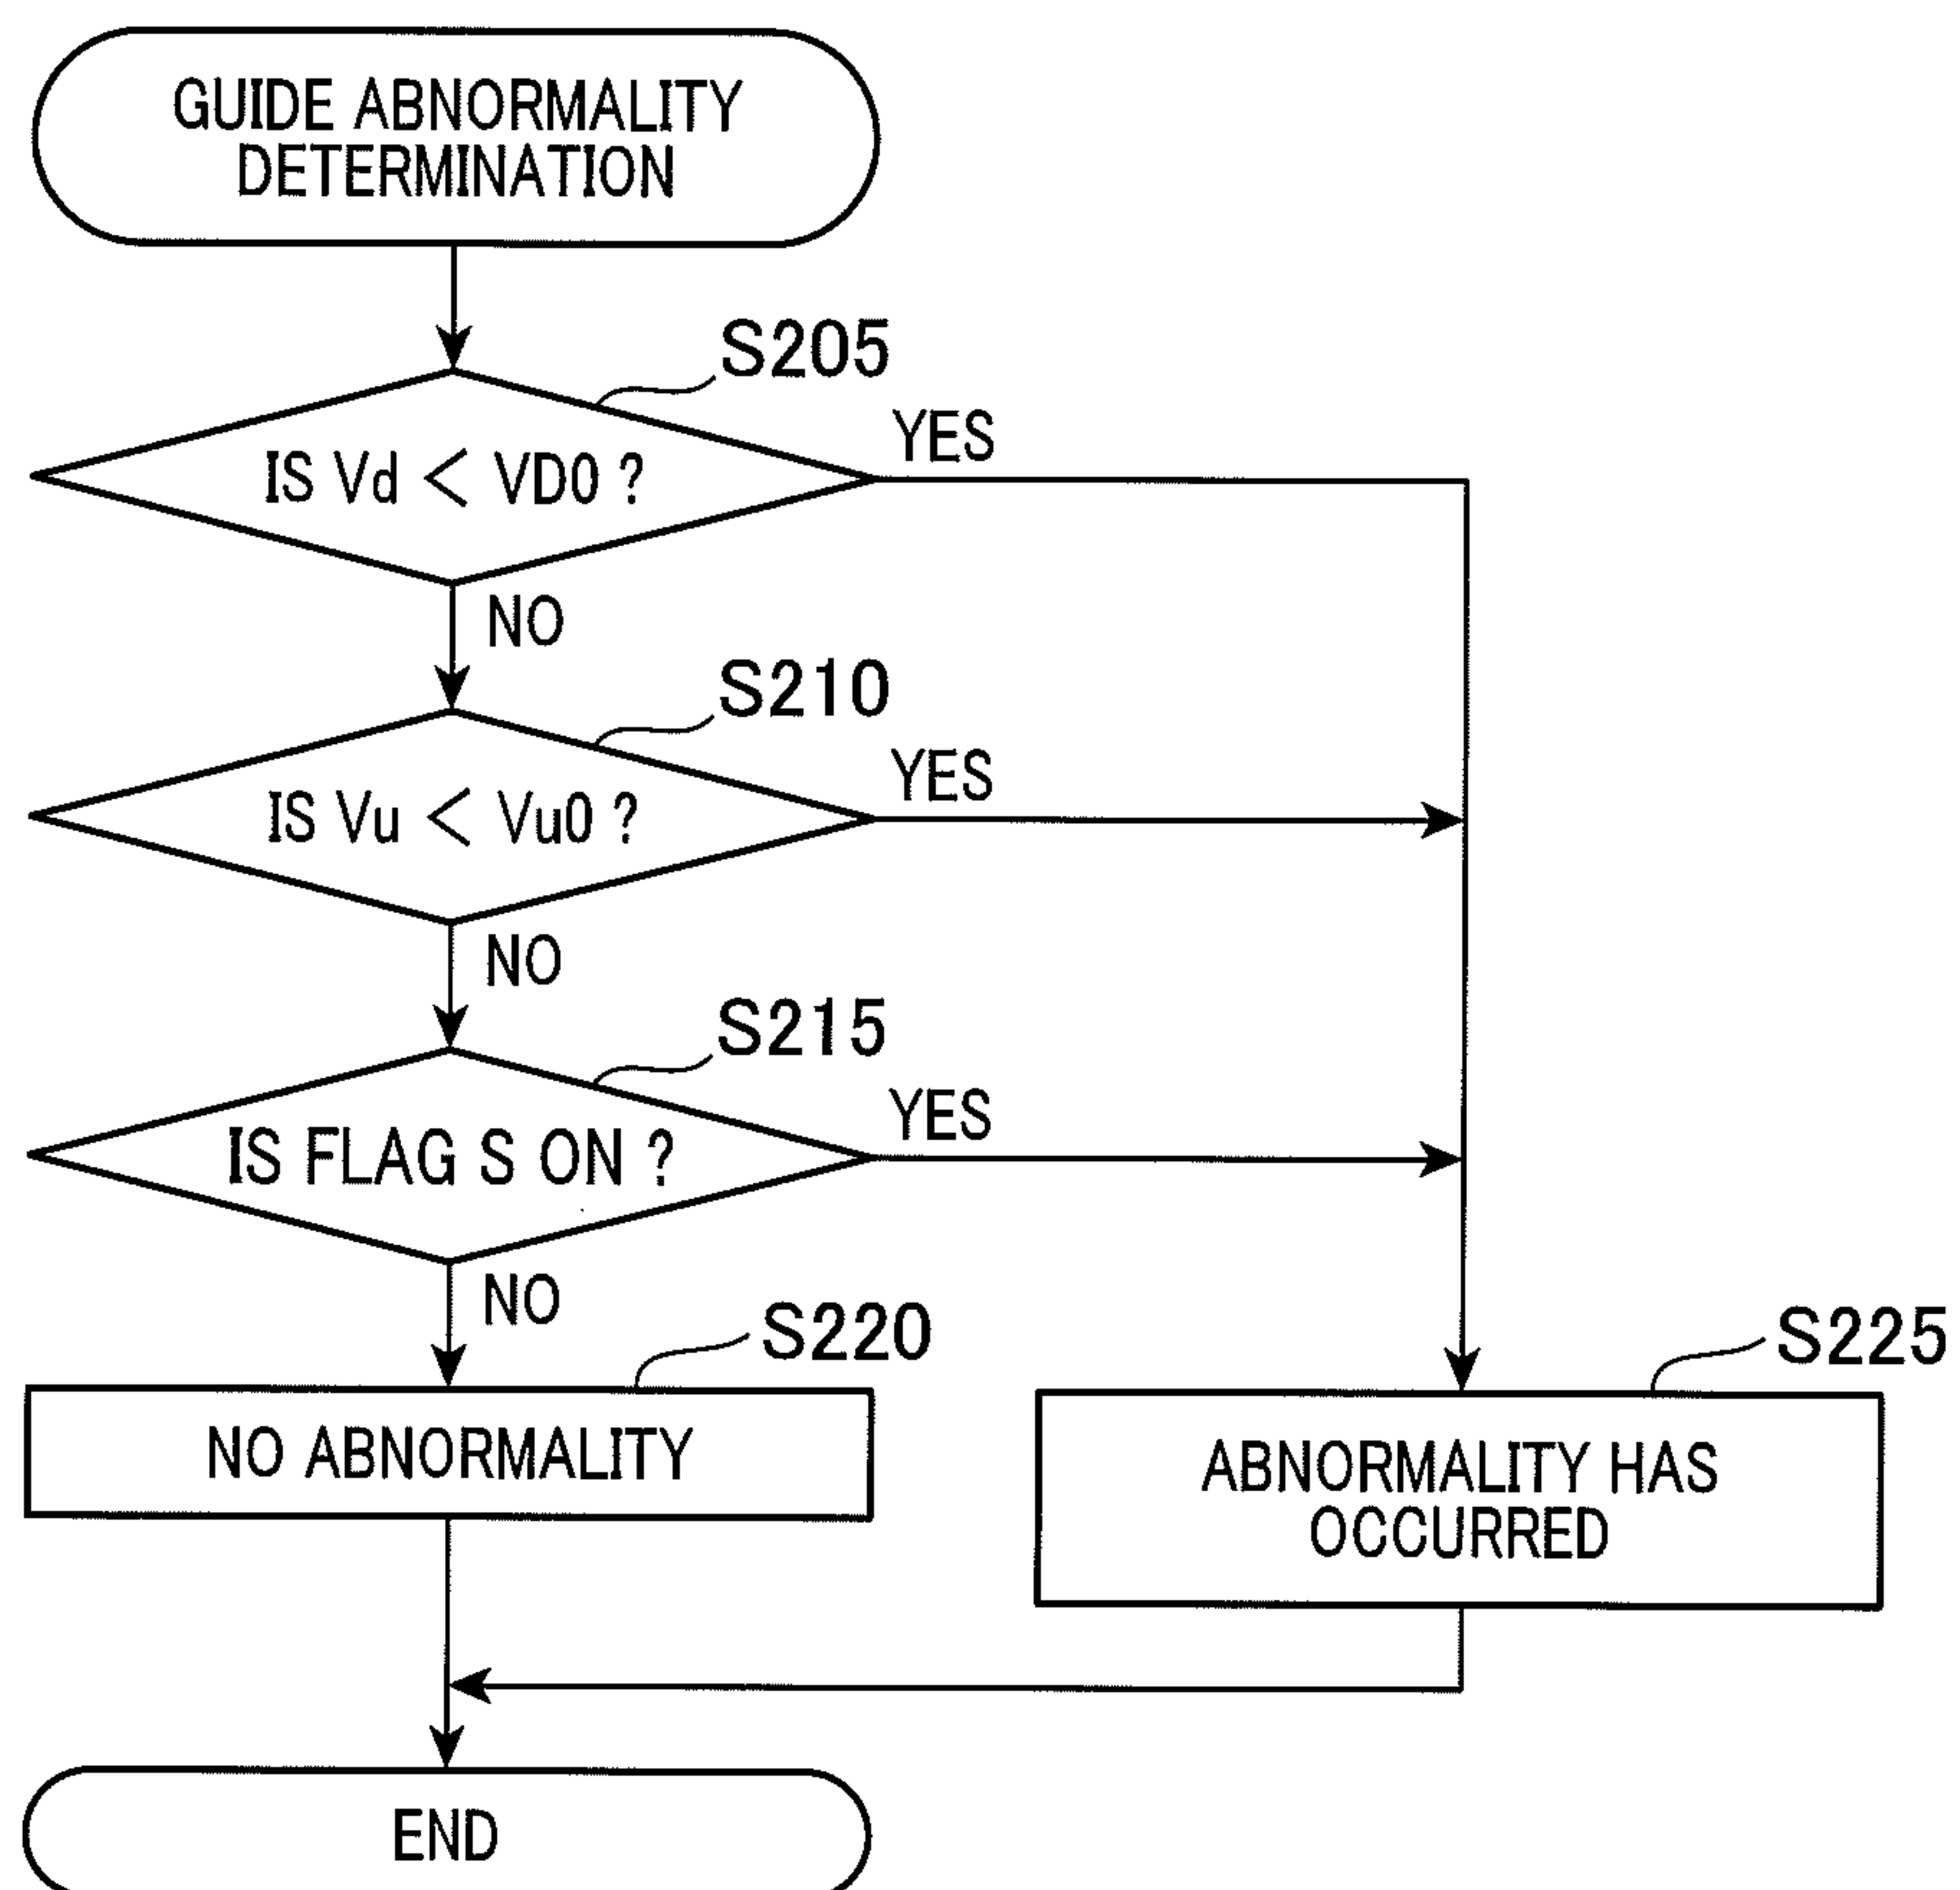 GUIDE ABNORMALITY
DETERMINATION
S205
IS Vd < VD0 ?
YES
NO
S210
IS Vu < Vu0 ?
YES
NO
S215
IS FLAG S ON ?
YES
NO
S220
NO ABNORMALITY
S225
ABNORMALITY HAS
OCCURRED
END